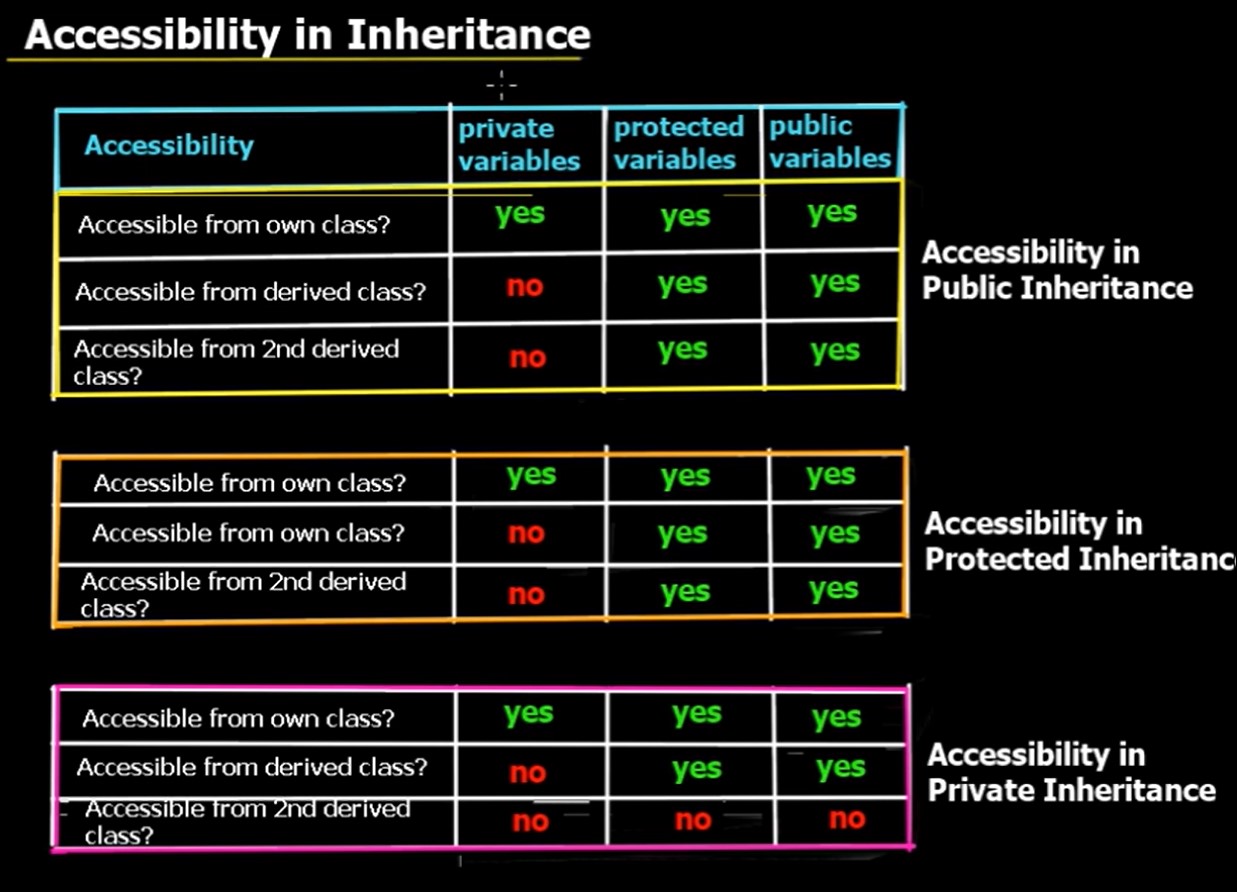 Accessibility in Inheritance
Accessibility
private
variables
protected
variables
public
variables
Accessible from own class?
yes
yes
yes
Accessible from derived class?
no
yes
yes
Accessible from 2nd derived
class?
no
yes
yes
Accessibility in
Public Inheritance
Accessible from own class?
yes
yes
yes
Accessible from own class?
no
yes
yes
Accessible from 2nd derived
class?
no
yes
yes
Accessibility in
Protected Inheritanc
Accessible from own class?
yes
yes
yes
Accessible from derived class?
no
yes
yes
Accessible from 2nd derived
class?
no
no
no
Accessibility in
Private Inheritance